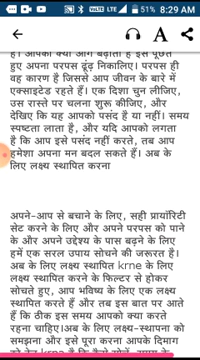 VOLTE LTE 51% 8:29 AM
A
है। आपको क्या आगे बढ़ाता है इसे पूछते
हुए अपना परपस ढूंढ़ निकालिए। परपस ही
वह कारण है जिससे आप जीवन के बारे में
एक्साइटेड रहते हैं। एक दिशा चुन लीजिए,
उस रास्ते पर चलना शुरू कीजिए, और
देखिए कि यह आपको पसंद है या नहीं। समय
स्पष्टता लाता है, और यदि आपको लगता
है कि आप इसे पसंद नहीं करते, तब आप
हमेशा अपना मन बदल सकते हैं। अब के
लिए लक्ष्य स्थापित करना
अपने-आप से बचाने के लिए, सही प्रायॉरिटी
सेट करने के लिए और अपने परपस को पाने
के और अपने उद्देश्य के पास बढ़ने के लिए
हमें एक सरल उपाय सोचने की जरूरत है।
अब के लिए लक्ष्य स्थापित krne के लिए
लक्ष्य स्थापित करने के फिल्टर से होकर
सोचते हुए, आप भविष्य के लिए एक लक्ष्य
स्थापित करते हैं और तब इस बात पर आते
हैं कि ठीक इस समय आपको क्या करते
रहना चाहिए।अब के लिए लक्ष्य-स्थापना को
समझना और इसे पूरा करना आपके दिमाग